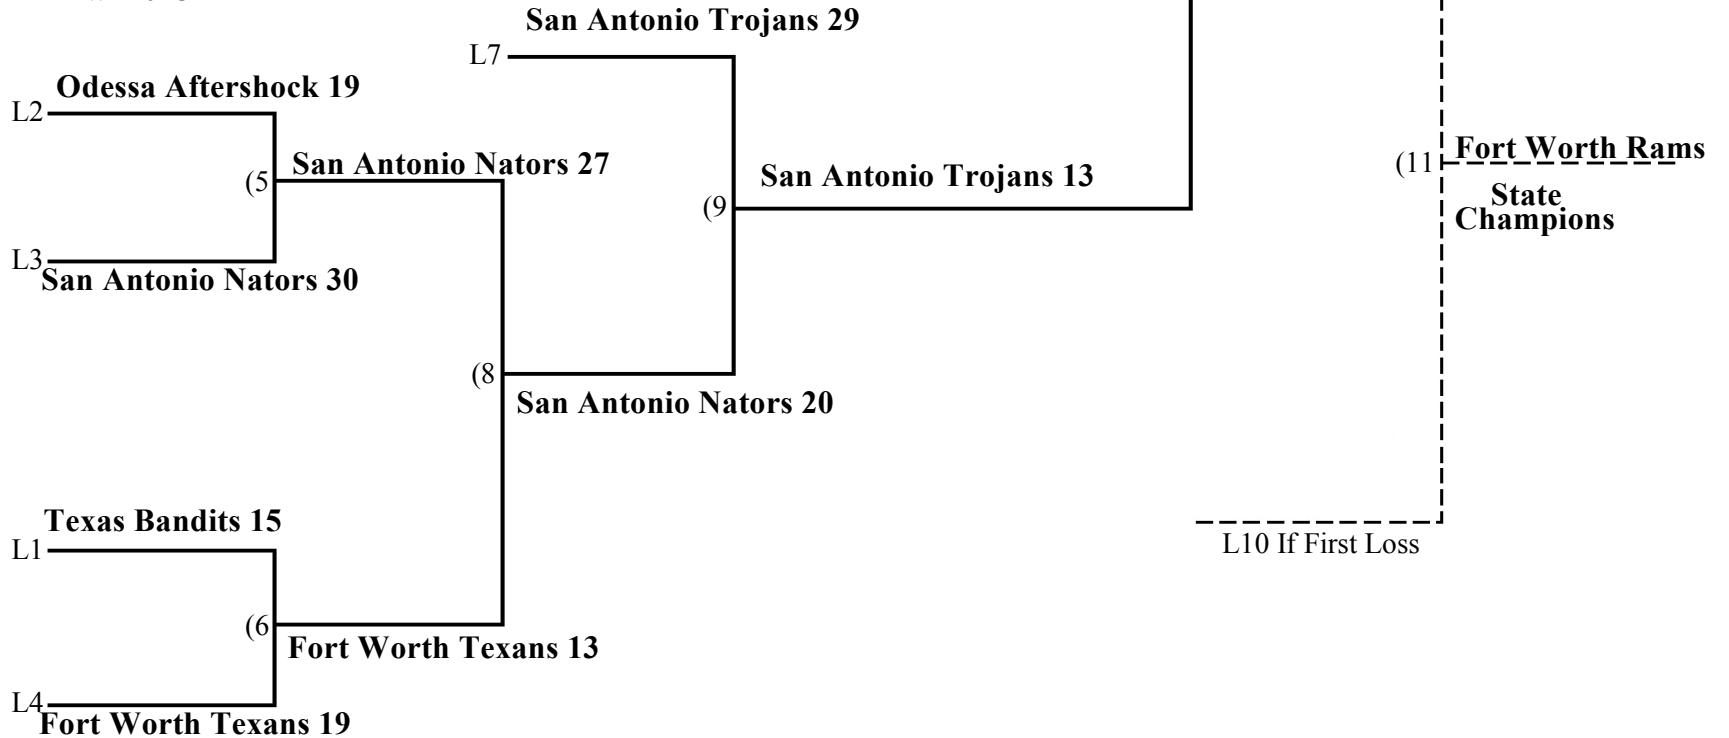 San Antonio Trojans 29
L7
Odessa Aftershock 19
L2
(5
San Antonio Nators 27
L3
San Antonio Nators 30
(9
San Antonio Trojans 13
(11
Fort Worth Rams
State
Champions
(8
San Antonio Nators 20
Texas Bandits 15
L1
L10 If First Loss
(6
Fort Worth Texans 13
L4
Fort Worth Texans 19